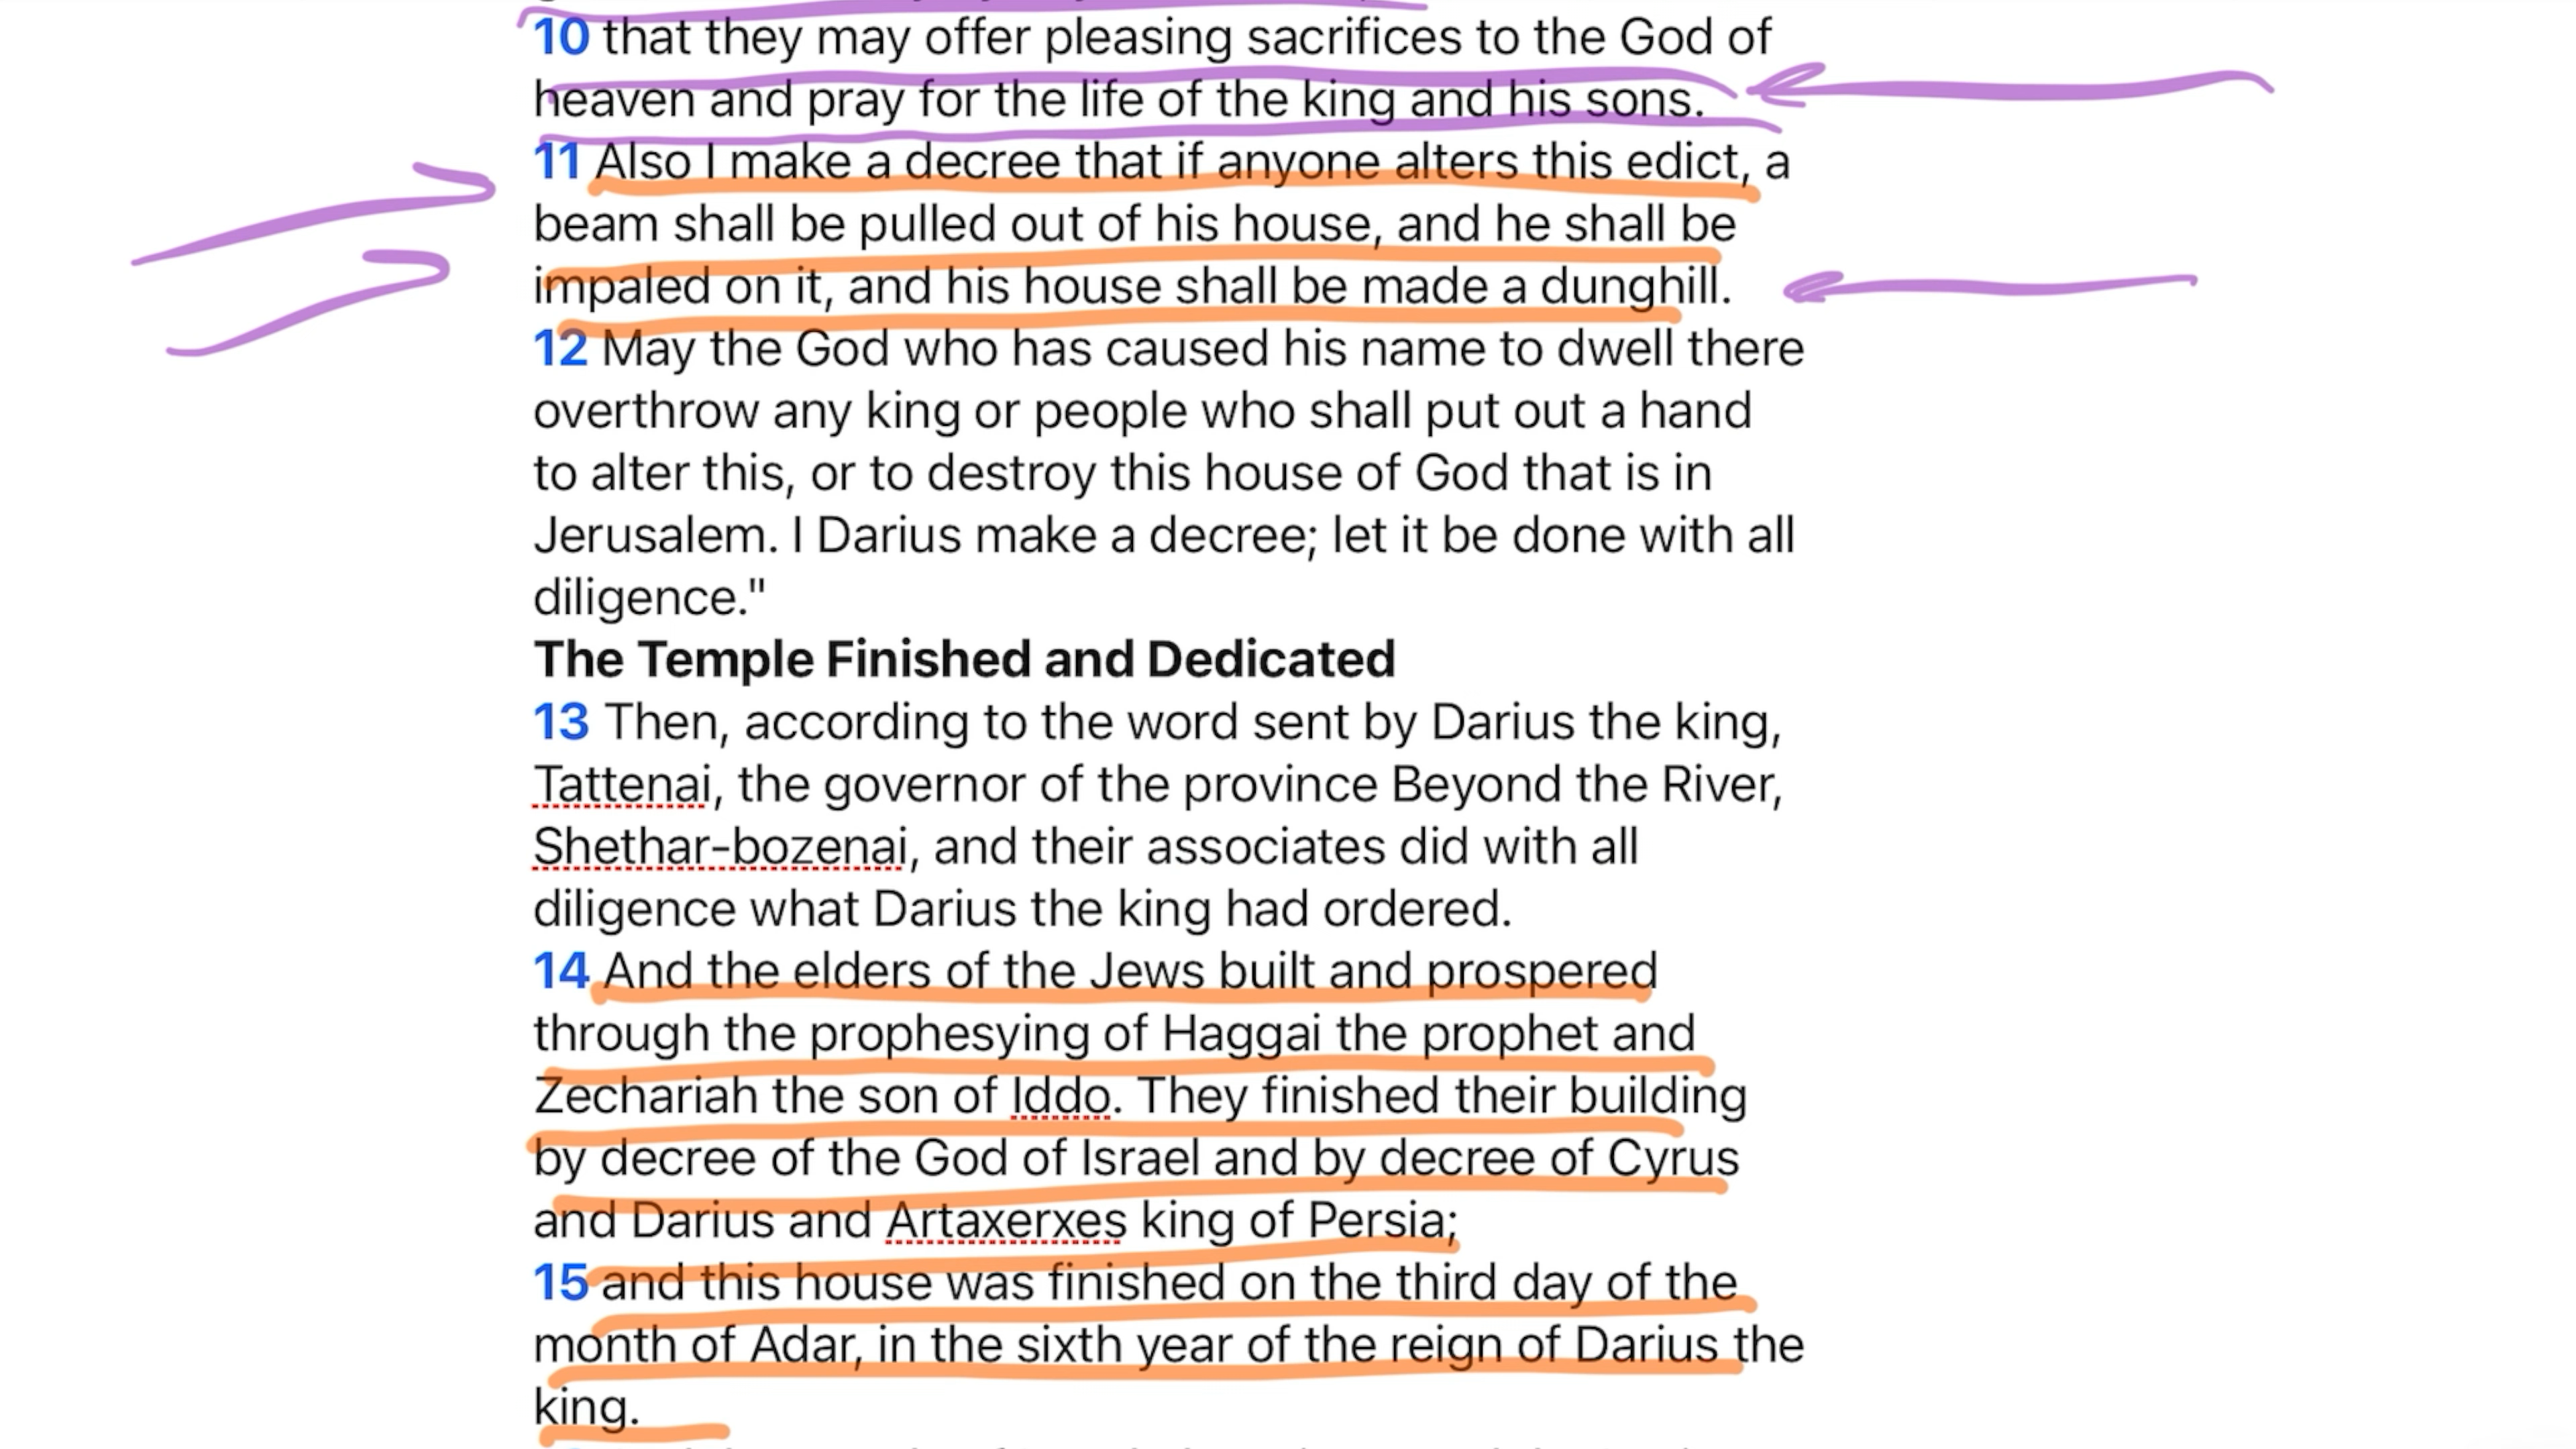 10 that they may offer pleasing sacrifices to the God of
heaven and pray for the life of the king and his sons.
11 Also I make a decree that if anyone alters this edict, a
beam shall be pulled out of his house, and he shall be
impaled on it, and his house shall be made a dunghill.
12 May the God who has caused his name to dwell there
overthrow any king or people who shall put out a hand
to alter this, or to destroy this house of God that is in
Jerusalem. I Darius make a decree; let it be done with all
diligence."
The Temple Finished and Dedicated
13 Then, according to the word sent by Darius the king,
Tattenai, the governor of the province Beyond the River,
Shethar-bozenai, and their associates did with all
diligence what Darius the king had ordered.
14 And the elders of the Jews built and prospered
through the prophesying of Haggai the prophet and
Zechariah the son of Iddo. They finished their building
by decree of the God of Israel and by decree of Cyrus
and Darius and Artaxerxes king of Persia;
15 and this house was finished on the third day of the
month of Adar, in the sixth year of the reign of Darius the
king.